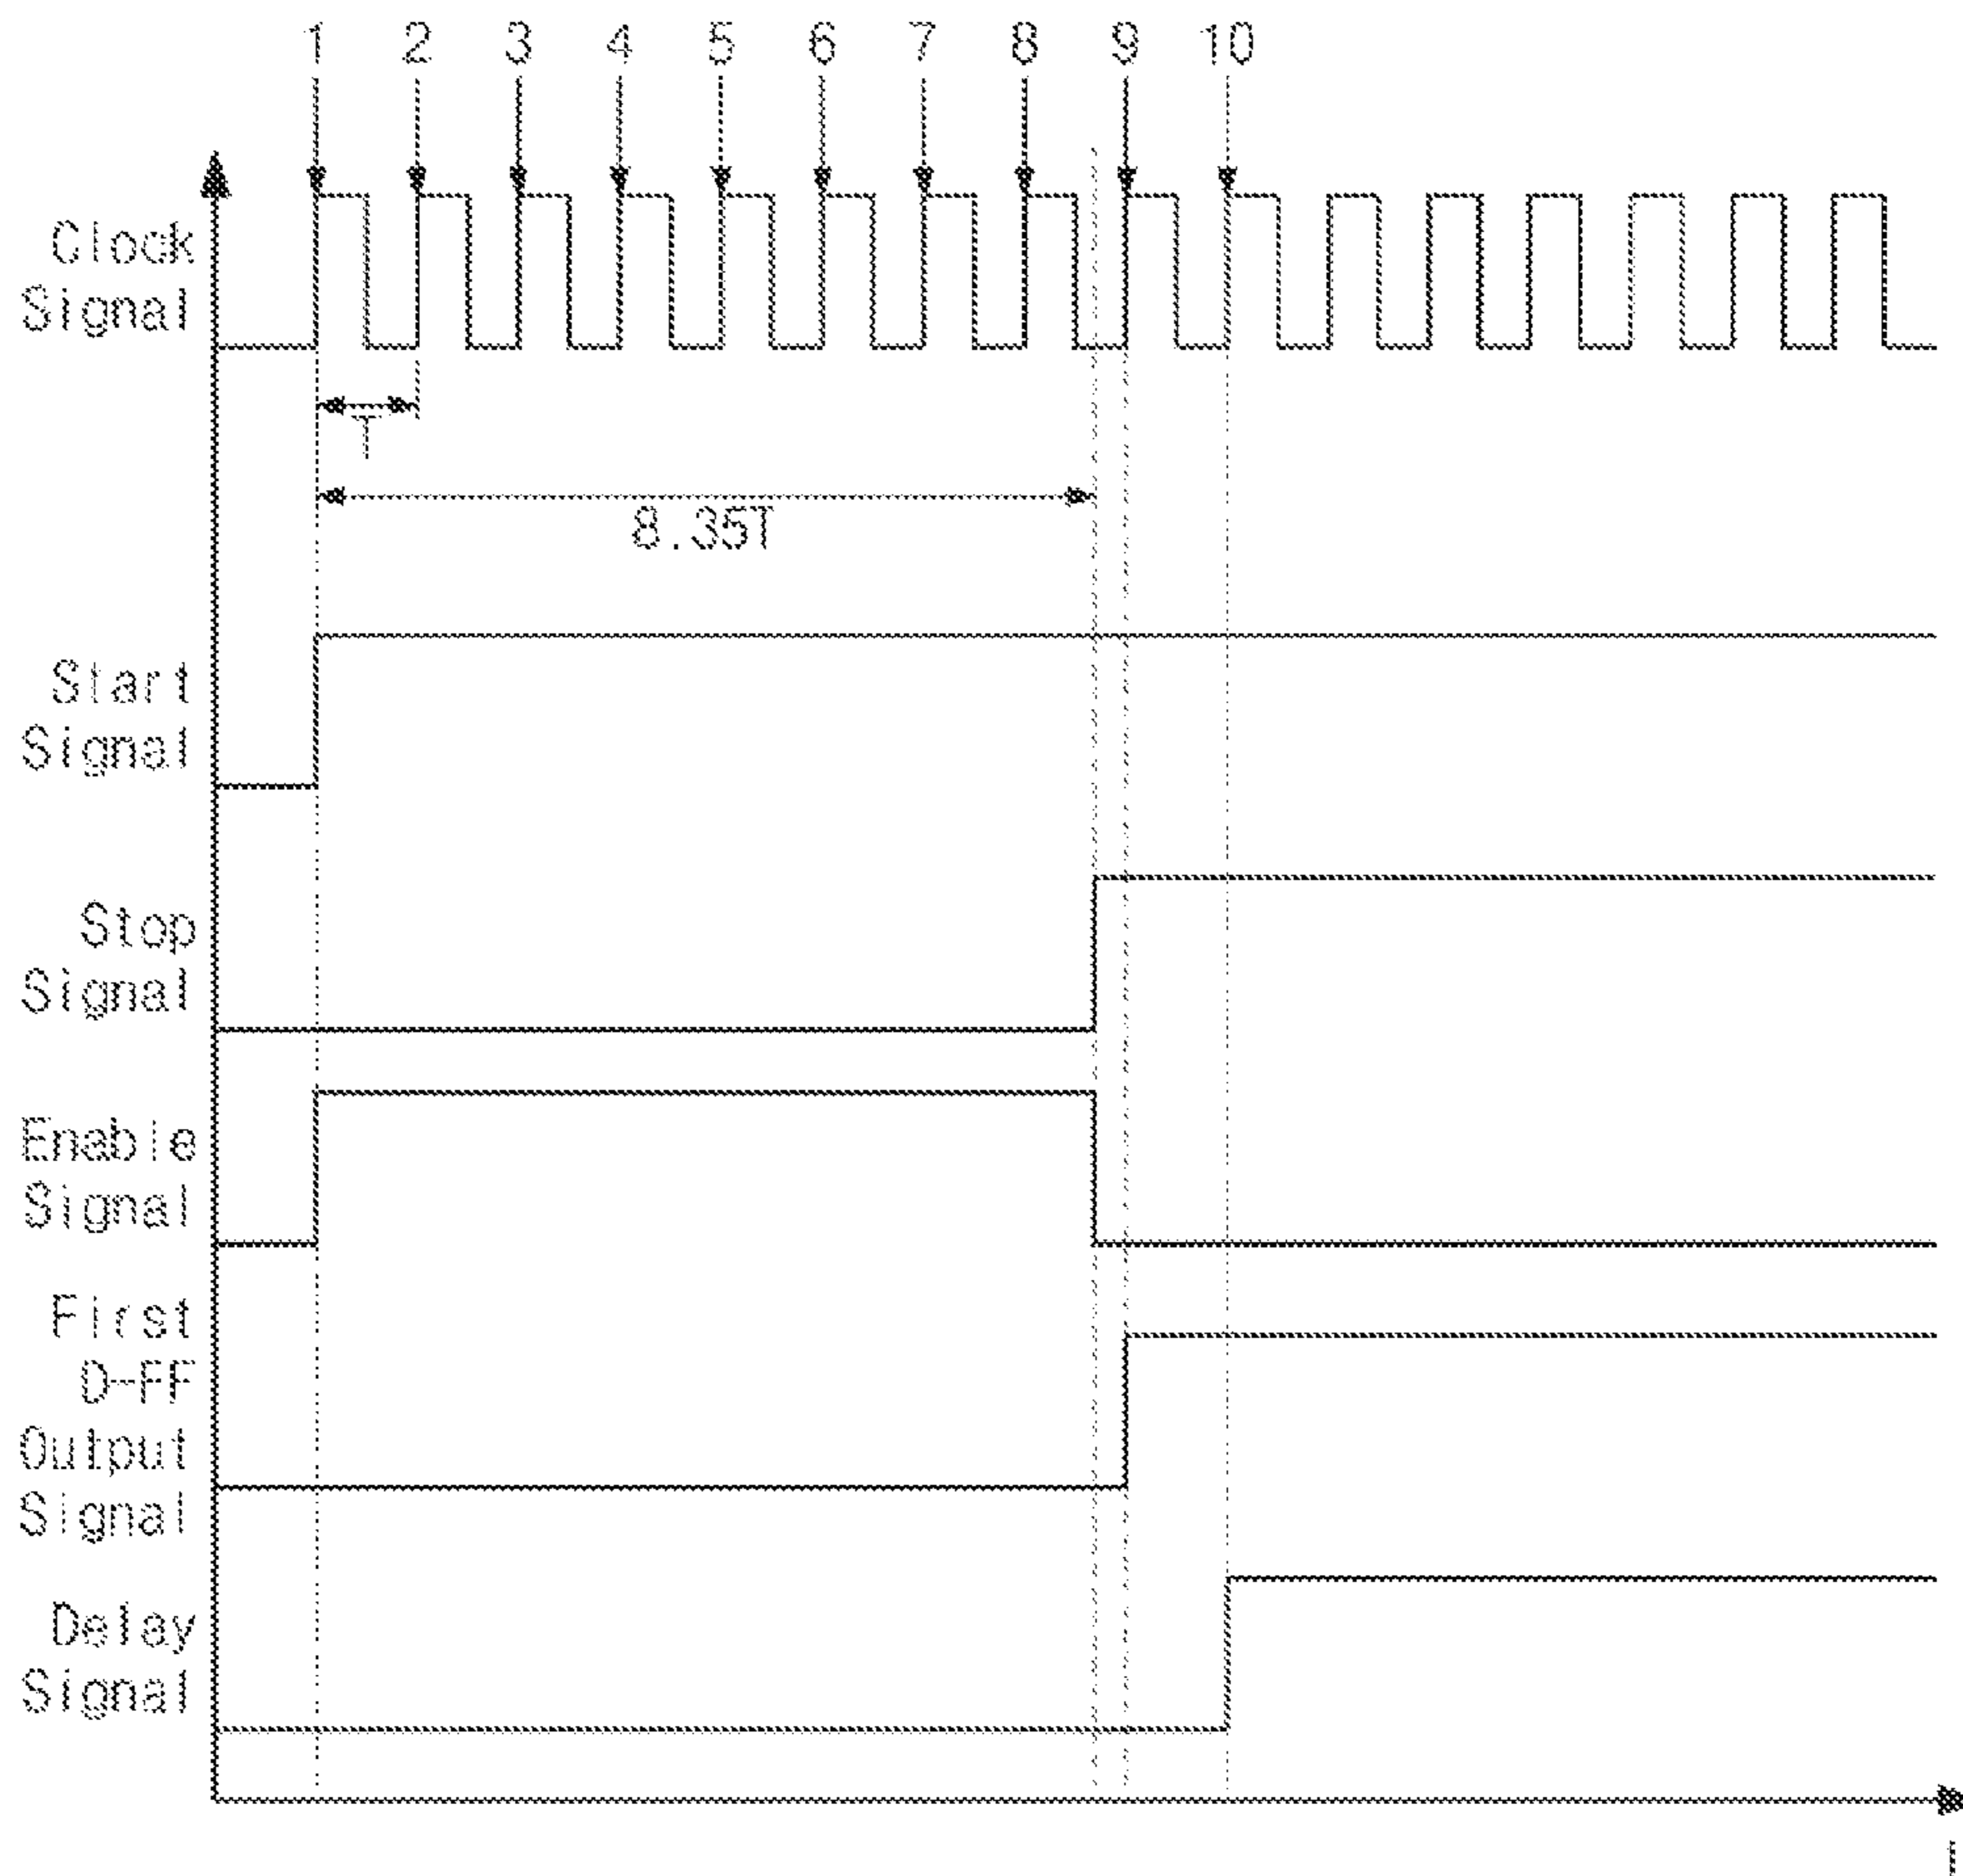 1 2 3 4 5 6 7 8 9 10
Clock
Signal
T
8.35T
Start
Signal
Stop
Signal
Enable
Signal
First
D-FF
Output
Signal
Delay
Signal